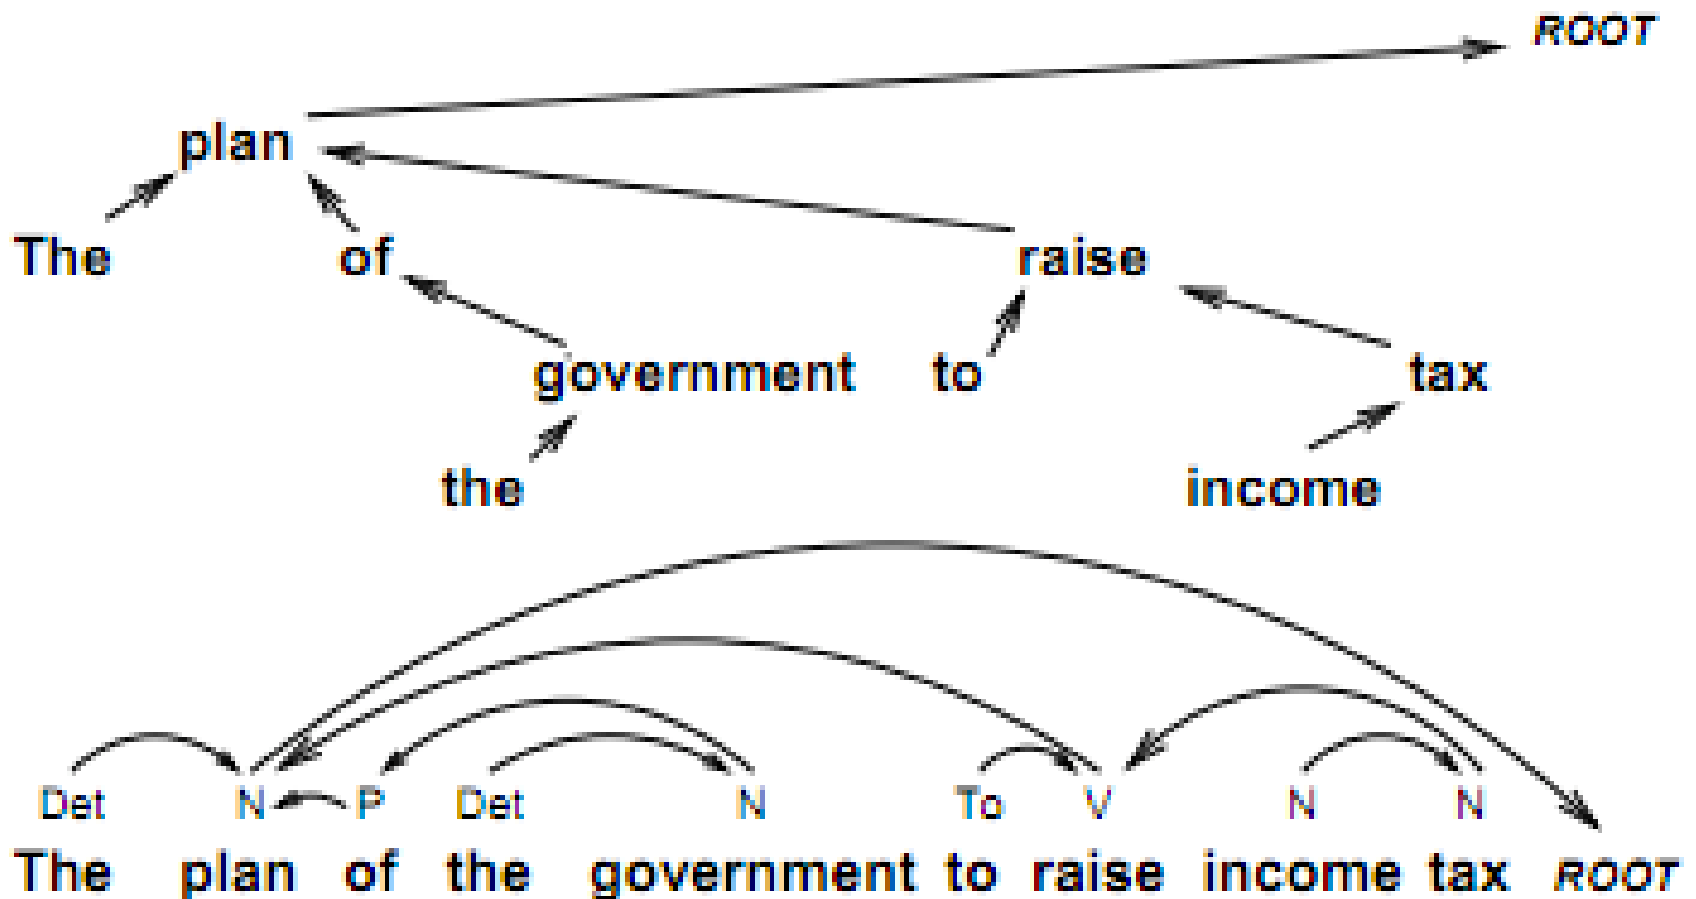 ROOT
plan
The of raise
government to tax
the income
Det N P Det N To V N N
The plan of the government to raise income tax ROOT